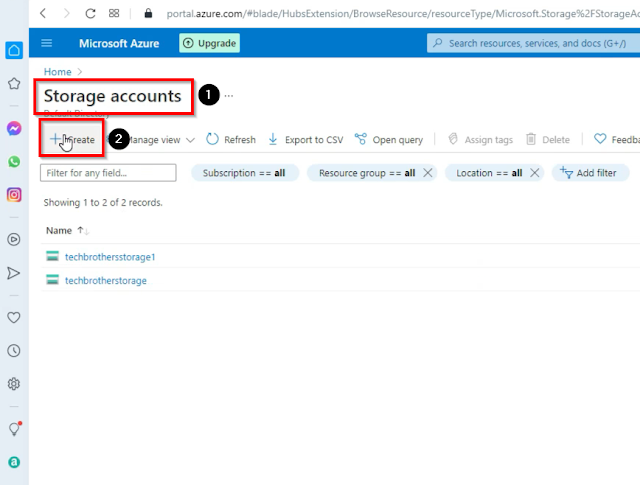 portal.azure.com/#blade/HubsExtension/BrowseResource/resourceType/Microsoft.Storage%2FStorageAc
Microsoft Azure
Upgrade
Search resources, services, and docs (G+/)
Home >
Storage accounts
1
...
Default Directory
+ Create
2
Manage view
Refresh
Export to CSV
Open query
Assign tags
Delete
Feedba
Filter for any field...
Subscription == all
Resource group == all
Location == all
Add filter
Showing 1 to 2 of 2 records.
Name
techbrothersstorage1
techbrotherstorage
a